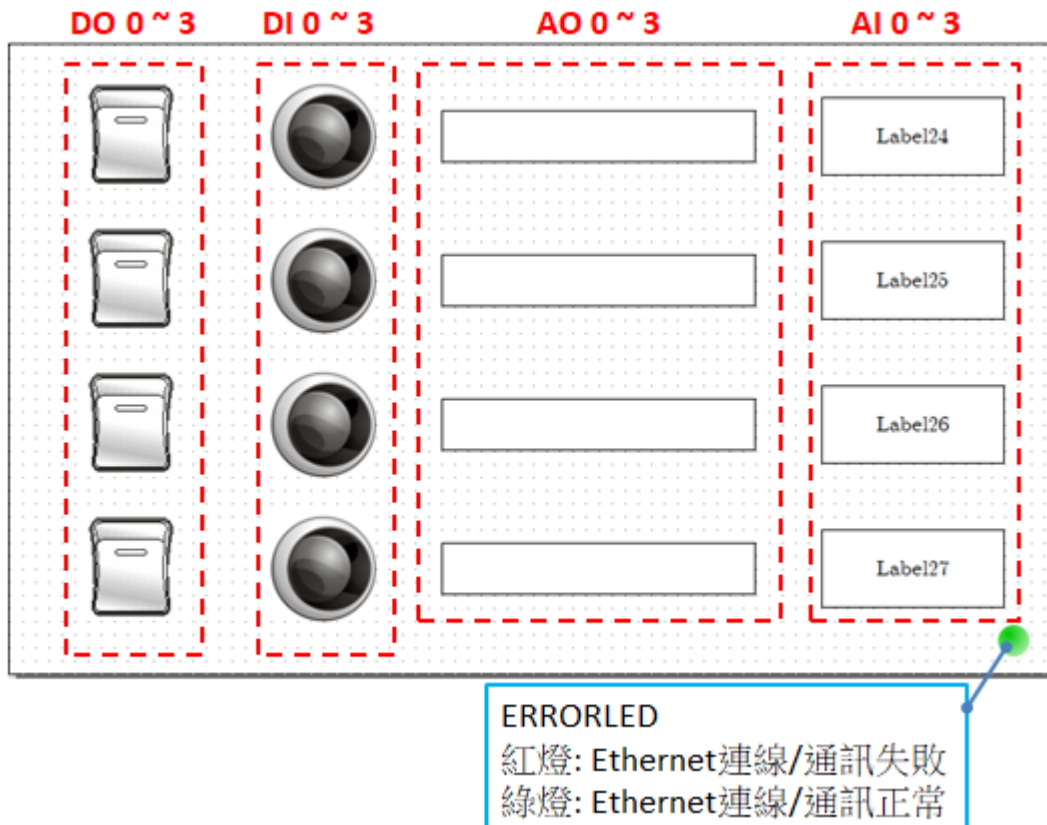 DO 0 ~ 3 DI 0 ~ 3 AO 0 ~ 3 AI 0 ~ 3
Label24
Label25
Label26
Label27
ERRORLED
紅燈: Ethernet連線/通訊失敗
綠燈: Ethernet連線/通訊正常